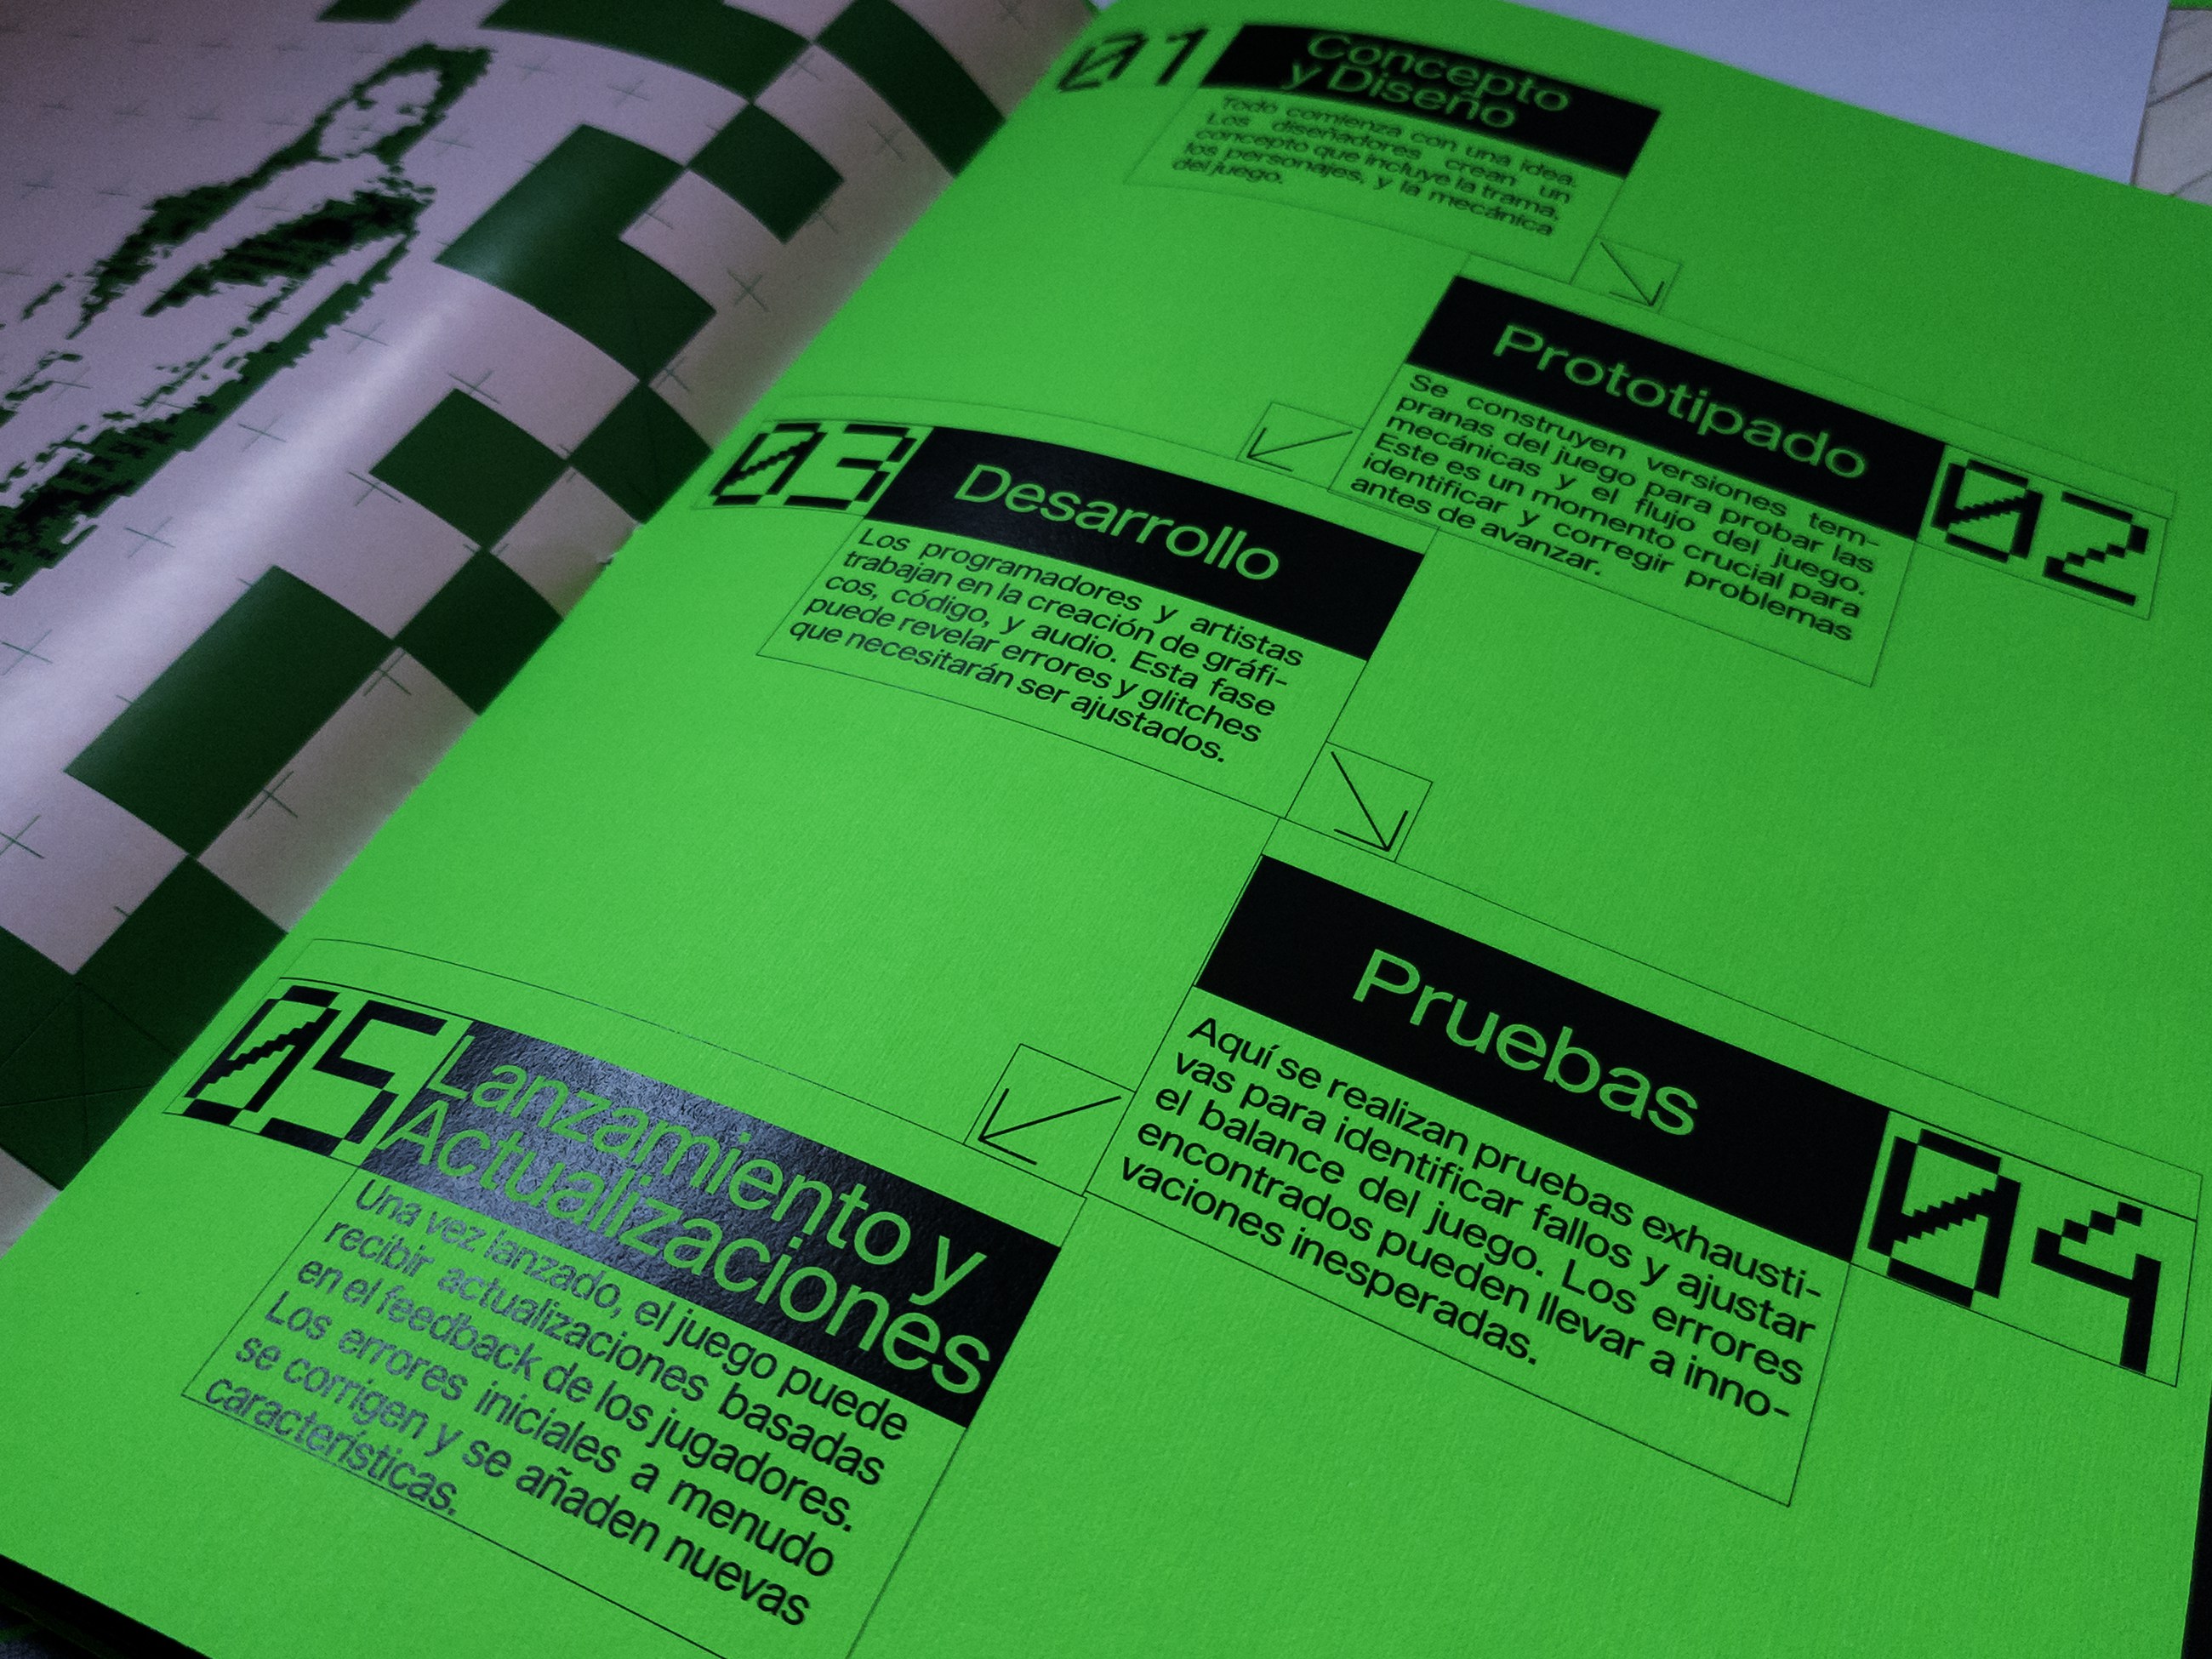 01
Concepto
y Diseño
Todo comienza con una idea.
Los diseñadores crean un
concepto que incluye la trama,
los personajes, y la mecánica
del juego.
Prototipado
02
Se construyen versiones tem-
pranas del juego para probar las
mecánicas y el flujo del juego.
Este es un momento crucial para
identificar y corregir problemas
antes de avanzar.
03
Desarrollo
Los programadores y artistas
trabajan en la creación de gráfi-
cos, código, y audio. Esta fase
puede revelar errores y glitches
que necesitarán ser ajustados.
Pruebas
04
Aquí se realizan pruebas exhausti-
vas para identificar fallos y ajustar
el balance del juego. Los errores
encontrados pueden llevar a inno-
vaciones inesperadas.
05
Lanzamiento y
Actualizaciones
Una vez lanzado, el juego puede
recibir actualizaciones basadas
en el feedback de los jugadores.
Los errores iniciales a menudo
se corrigen y se añaden nuevas
características.